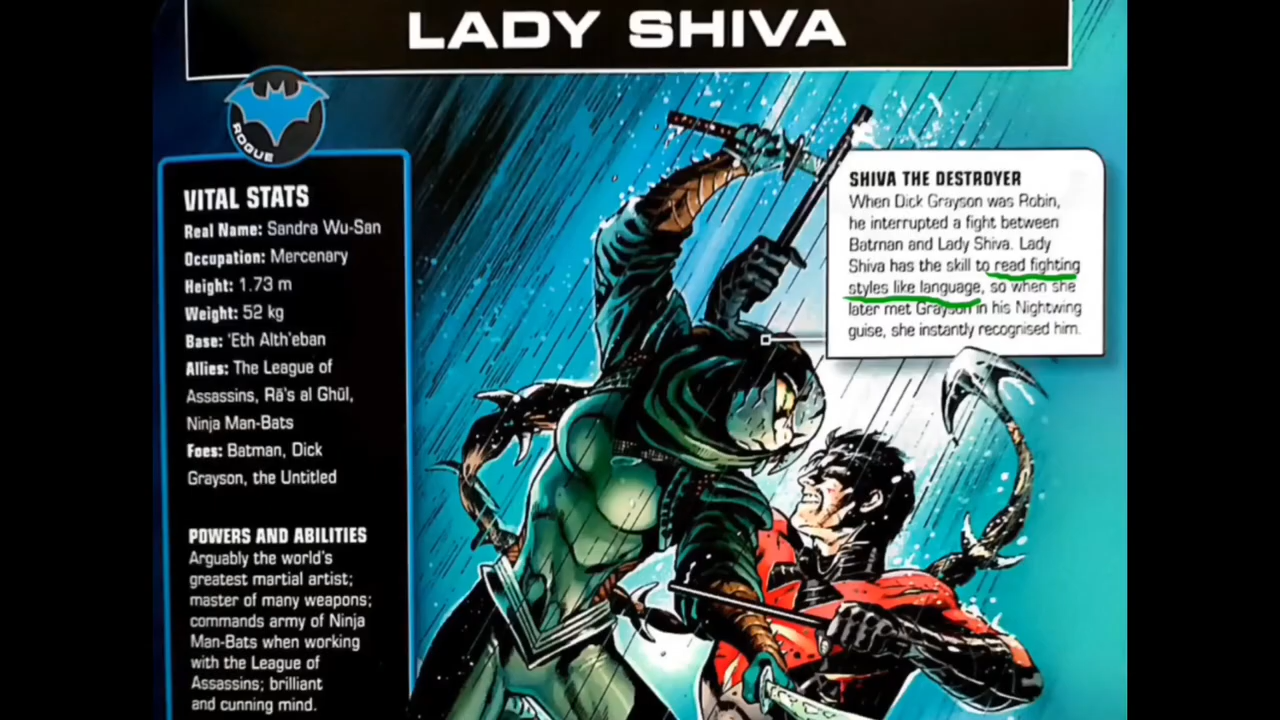 LADY SHIVA
ROGUE
VITAL STATS
Real Name: Sandra Wu-San
Occupation: Mercenary
Height: 1.73 m
Weight: 52 kg
Base: 'Eth Alth'eban
Allies: The League of
Assassins, Rā's al Ghūl,
Ninja Man-Bats
Foes: Batman, Dick
Grayson, the Untitled
POWERS AND ABILITIES
Arguably the world's
greatest martial artist;
master of many weapons;
commands army of Ninja
Man-Bats when working
with the League of
Assassins; brilliant
and cunning mind.
SHIVA THE DESTROYER
When Dick Grayson was Robin,
he interrupted a fight between
Batman and Lady Shiva. Lady
Shiva has the skill to read fighting
styles like language, so when she
later met Grayson in his Nightwing
guise, she instantly recognised him.